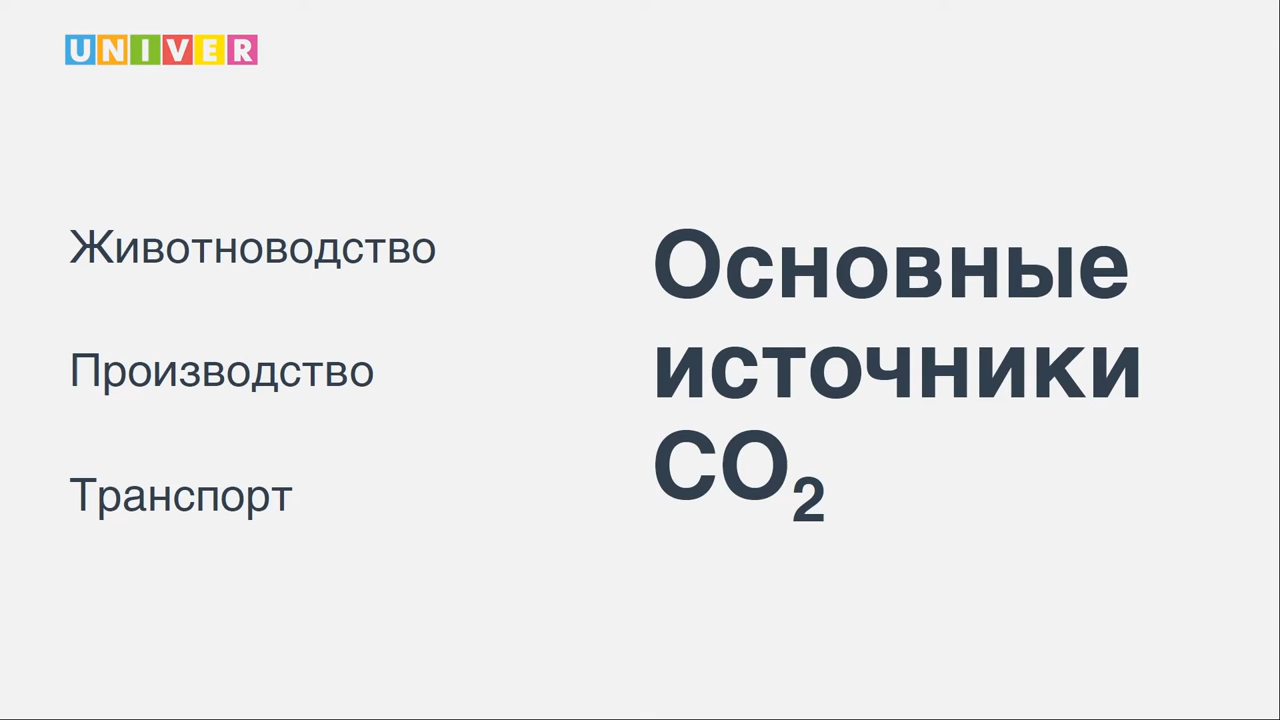 UNIVER
Животноводство
Производство
Транспорт
Основные
источники
CO₂